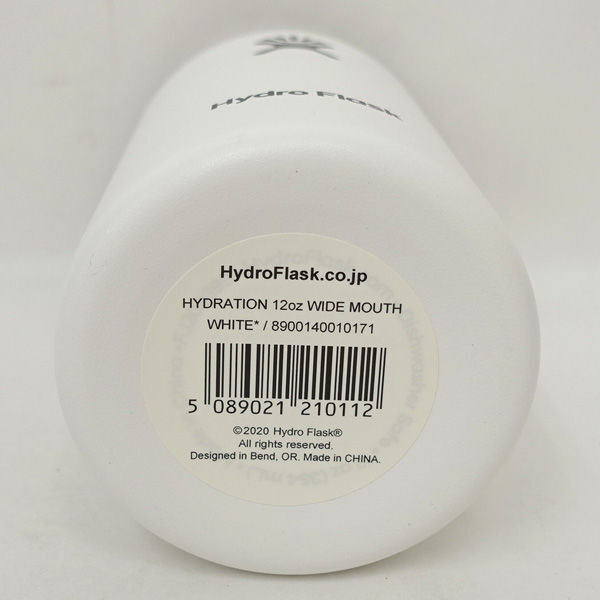 Hydro Flask
HydroFlask.co.jp
HYDRATION 12oz WIDE MOUTH
WHITE* / 8900140010171
5 089021 210112
©2020 Hydro Flask®
All rights reserved.
Designed in Bend, OR. Made in CHINA.